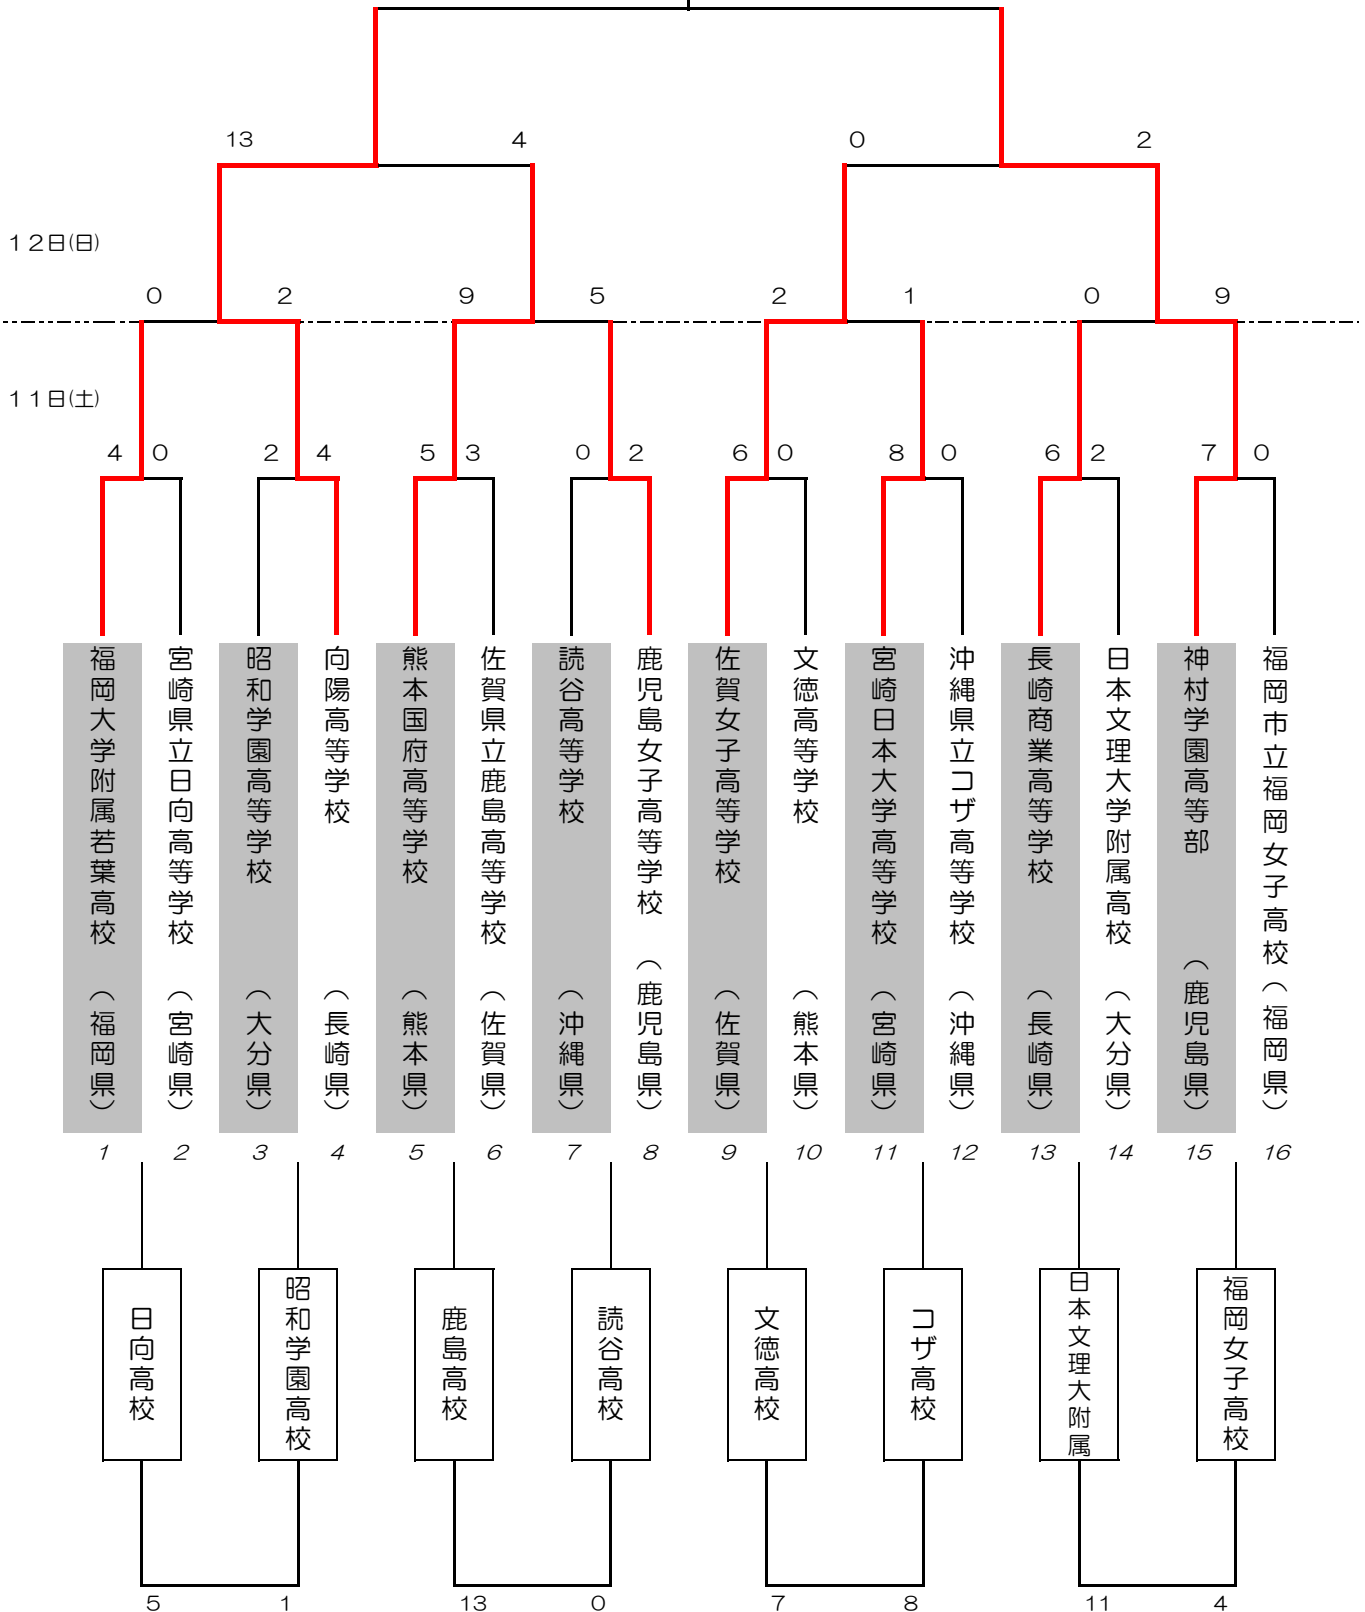 13 4 0 2
１２日(日)
0 2 9 5 2 1 0 9
１１日(土)
4 0 2 4 5 3 0 2 6 0 8 0 6 2 7 0
福岡大学附属若葉高校 （福岡県）
宮崎県立日向高等学校 （宮崎県）
昭和学園高等学校 （大分県）
向陽高等学校 （長崎県）
熊本国府高等学校 （熊本県）
佐賀県立鹿島高等学校 （佐賀県）
読谷高等学校 （沖縄県）
鹿児島女子高等学校 （鹿児島県）
佐賀女子高等学校 （佐賀県）
文徳高等学校 （熊本県）
宮崎日本大学高等学校 （宮崎県）
沖縄県立コザ高等学校 （沖縄県）
長崎商業高等学校 （長崎県）
日本文理大学附属高校 （大分県）
神村学園高等部 （鹿児島県）
福岡市立福岡女子高校（福岡県）
1 2 3 4 5 6 7 8 9 10 11 12 13 14 15 16
日向高校
昭和学園高校
鹿島高校
読谷高校
文徳高校
コザ高校
日本文理大附属
福岡女子高校
5 1 13 0 7 8 11 4